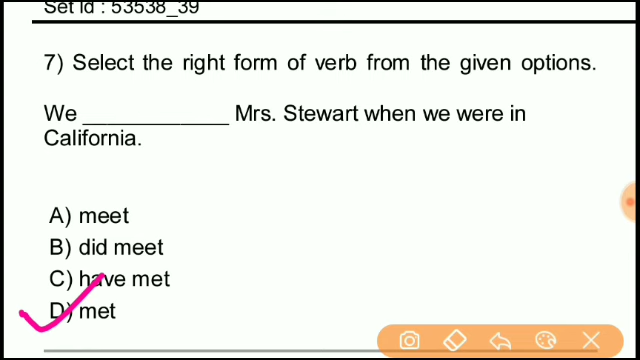 Set Id : 53538_39
7) Select the right form of verb from the given options.
We ____________ Mrs. Stewart when we were in
California.
A) meet
B) did meet
C) have met
D) met